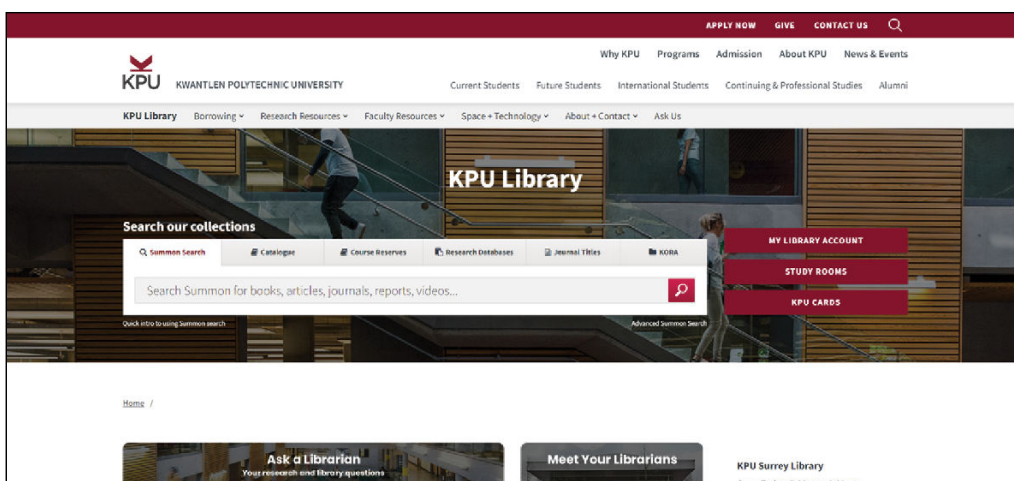 APPLY NOW GIVE CONTACT US
Why KPU Programs Admission About KPU News & Events
KPU KWANTLEN POLYTECHNIC UNIVERSITY
Current Students Future Students International Students Continuing & Professional Studies Alumni
KPU Library Borrowing Research Resources Faculty Resources Space + Technology About + Contact Ask Us
KPU Library
Search our collections
Summon Search Catalogue Course Reserves Research Databases Journal Titles KORA
Search Summon for books, articles, journals, reports, videos...
Quick intro to using Summon search Advanced Summon Search
MY LIBRARY ACCOUNT
STUDY ROOMS
KPU CARDS
Home /
Ask a Librarian
Your research and library questions
Meet Your Librarians
KPU Surrey Library